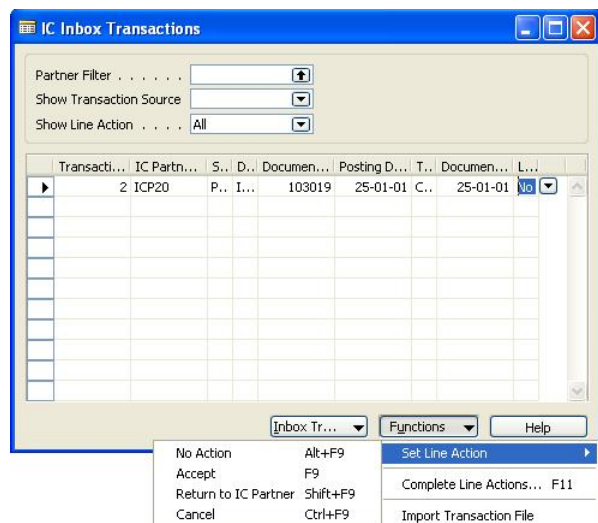 IC Inbox Transactions
Partner Filter . . . . . .
Show Transaction Source
Show Line Action . . . . All
Transacti... IC Partn... S.. D.. Documen... Posting D... T.. Documen... L...
2 ICP20 P.. I... 103019 25-01-01 C.. 25-01-01 No
Inbox Tr... Functions Help
No Action Alt+F9 Set Line Action
Accept F9
Complete Line Actions... F11
Return to IC Partner Shift+F9
Cancel Ctrl+F9 Import Transaction File